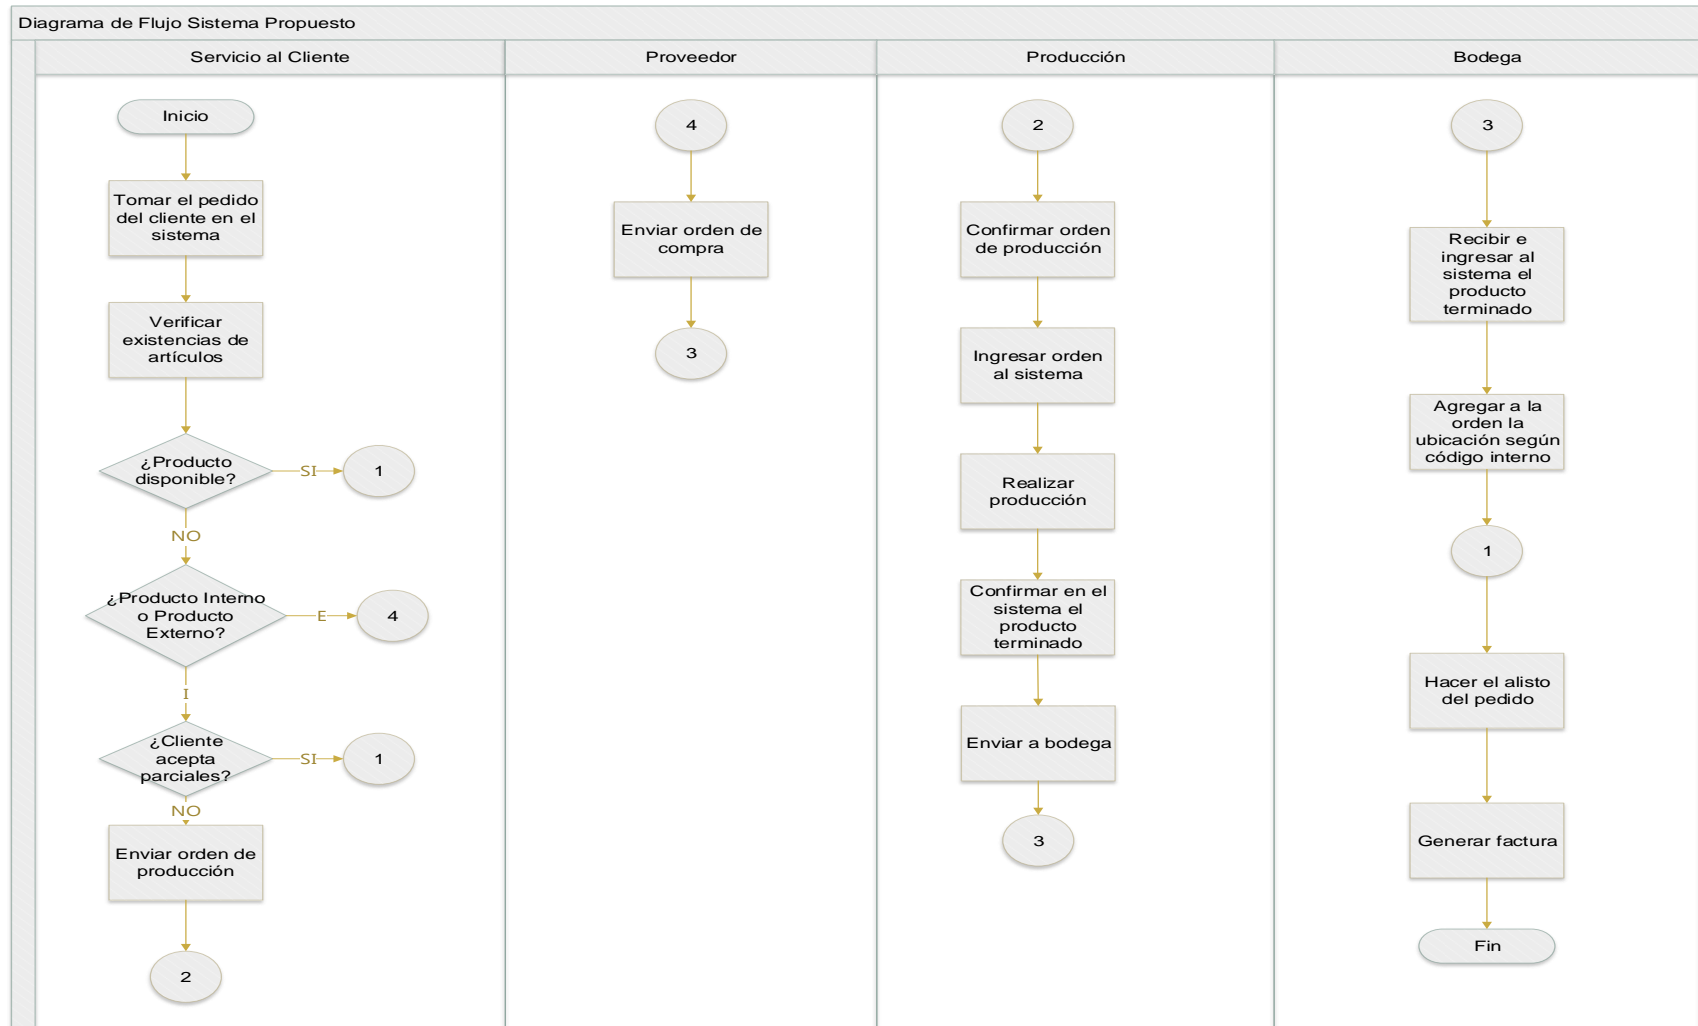 Diagrama de Flujo Sistema Propuesto
Servicio al Cliente
Inicio
Tomar el pedido
del cliente en el
sistema
Verificar
existencias de
artículos
¿Producto
disponible?
SI
1
NO
¿Producto Interno
o Producto
Externo?
E
4
I
¿Cliente
acepta
parciales?
SI
1
NO
Enviar orden de
producción
2
Proveedor
4
Enviar orden de
compra
3
Producción
2
Confirmar orden
de producción
Ingresar orden
al sistema
Realizar
producción
Confirmar en el
sistema el
producto
terminado
Enviar a bodega
3
Bodega
3
Recibir e
ingresar al
sistema el
producto
terminado
Agregar a la
orden la
ubicación según
código interno
1
Hacer el alisto
del pedido
Generar factura
Fin